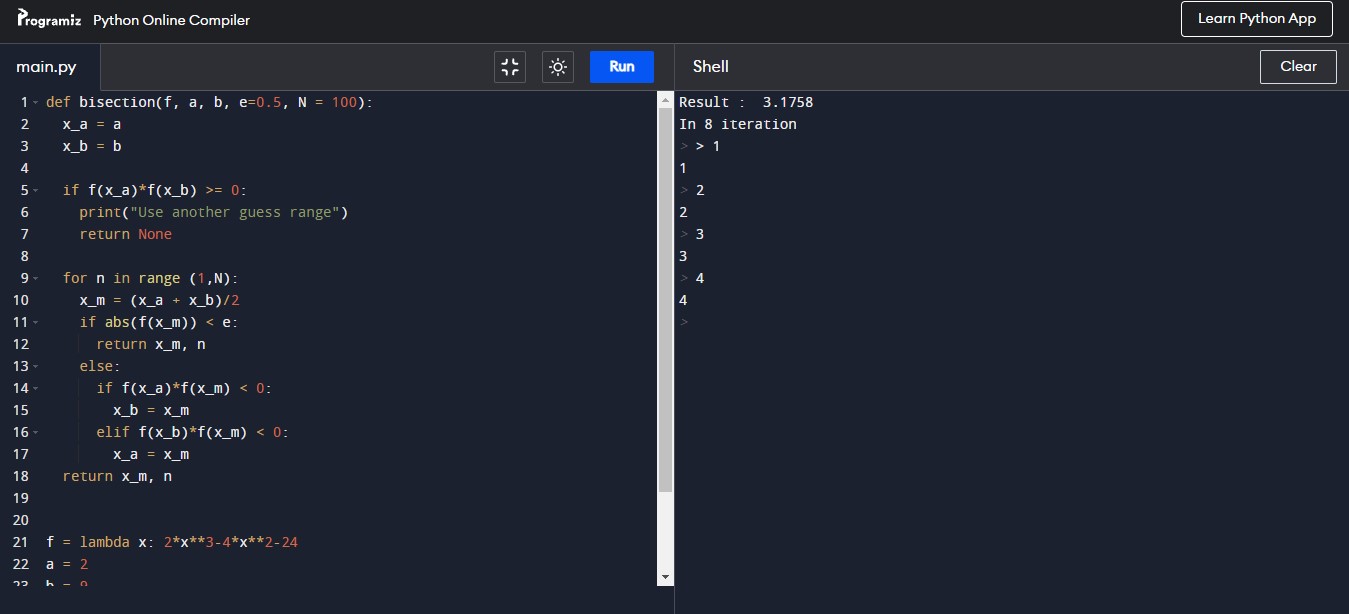 Programiz Python Online Compiler
Learn Python App
main.py
Run
Shell
Clear
1 def bisection(f, a, b, e=0.5, N = 100):
2 x_a = a
3 x_b = b
4
5 if f(x_a)*f(x_b) >= 0:
6 print("Use another guess range")
7 return None
8
9 for n in range (1,N):
10 x_m = (x_a + x_b)/2
11 if abs(f(x_m)) < e:
12 return x_m, n
13 else:
14 if f(x_a)*f(x_m) < 0:
15 x_b = x_m
16 elif f(x_b)*f(x_m) < 0:
17 x_a = x_m
18 return x_m, n
19
20
21 f = lambda x: 2*x**3-4*x**2-24
22 a = 2
23 b =
Result :  3.1758
In 8 iteration
> > 1
1
> 2
2
> 3
3
> 4
4
>